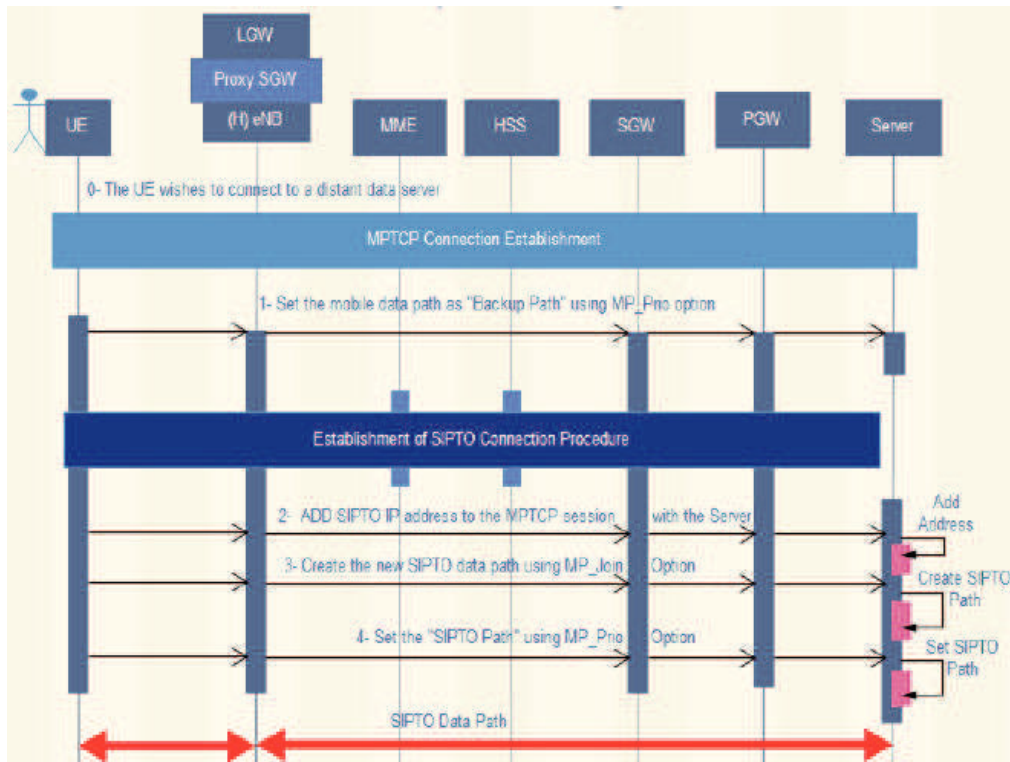 LGW
Proxy SGW
(H) eNB
UE
MME
HSS
SGW
PGW
Server
0- The UE wishes to connect to a distant data server
MPTCP Connection Establishment
1- Set the mobile data path as "Backup Path" using MP_Prio option
Establishment of SIPTO Connection Procedure
2- ADD SIPTO IP address to the MPTCP session with the Server
Add
Address
3- Create the new SIPTO data path using MP_Join Option
Create SIPTO
Path
4- Set the "SIPTO Path" using MP_Prio Option
Set SIPTO
Path
SIPTO Data Path